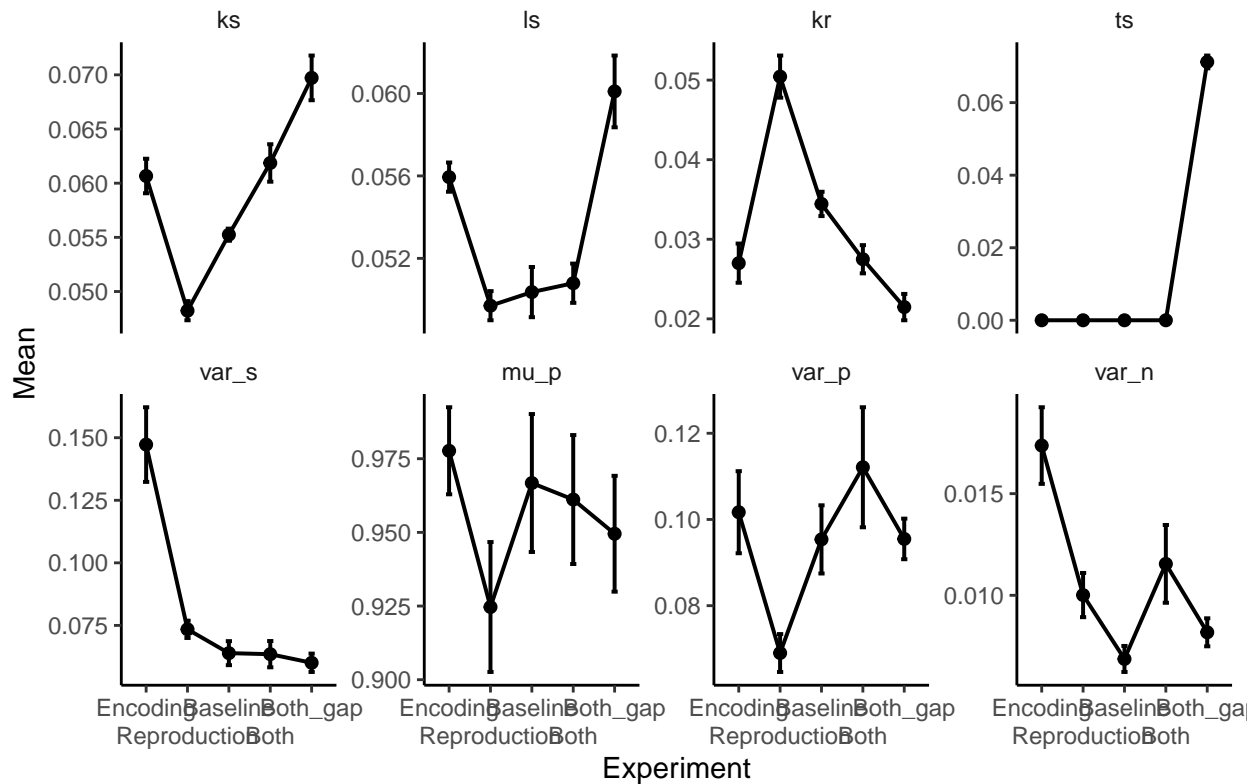 ks
ls
kr
ts
0.070
0.065
0.060
0.055
0.050
0.060
0.056
0.052
0.05
0.04
0.03
0.02
0.06
0.04
0.02
0.00
Mean
var_s
mu_p
var_p
var_n
0.150
0.125
0.100
0.075
0.975
0.950
0.925
0.900
0.12
0.10
0.08
0.015
0.010
Encoding Baseline Both_gap
Reproduction Both
Encoding Baseline Both_gap
Reproduction Both
Encoding Baseline Both_gap
Reproduction Both
Encoding Baseline Both_gap
Reproduction Both
Experiment